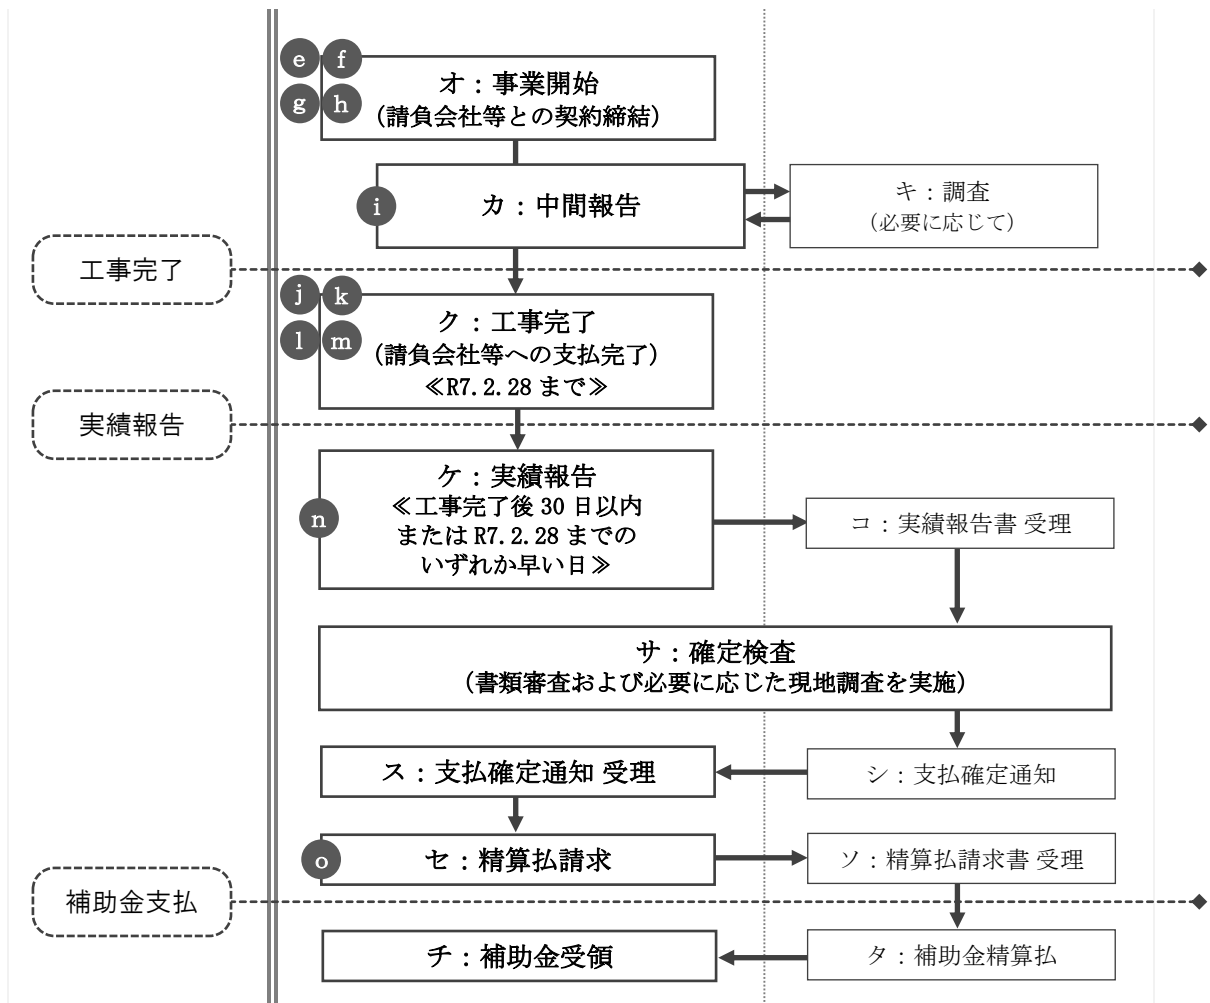 e f
g h
オ：事業開始
(請負会社等との契約締結)
i
カ：中間報告
キ：調査
(必要に応じて)
工事完了
j k
l m
ク：工事完了
(請負会社等への支払完了)
≪R7.2.28 まで≫
実績報告
n
ケ：実績報告
≪工事完了後 30 日以内
または R7.2.28 までの
いずれか早い日≫
コ：実績報告書 受理
サ：確定検査
(書類審査および必要に応じた現地調査を実施)
ス：支払確定通知 受理
シ：支払確定通知
o
セ：精算払請求
ソ：精算払請求書 受理
補助金支払
チ：補助金受領
タ：補助金精算払